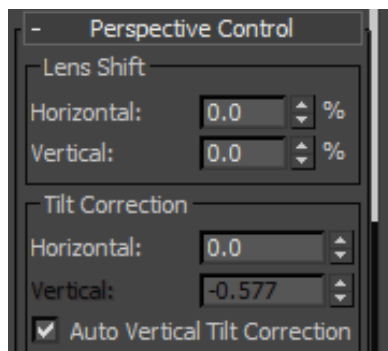 - Perspective Control
Lens Shift
Horizontal: 0.0 %
Vertical: 0.0 %
Tilt Correction
Horizontal: 0.0
Vertical: -0.577
Auto Vertical Tilt Correction